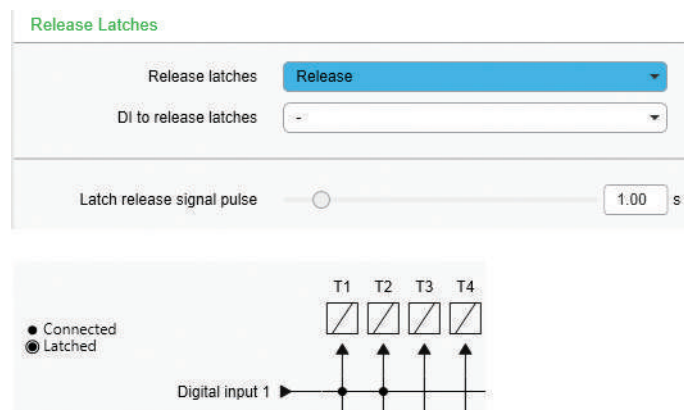 Release Latches
Release latches Release
DI to release latches -
Latch release signal pulse 1.00 s
T1 T2 T3 T4
Connected
Latched
Digital input 1